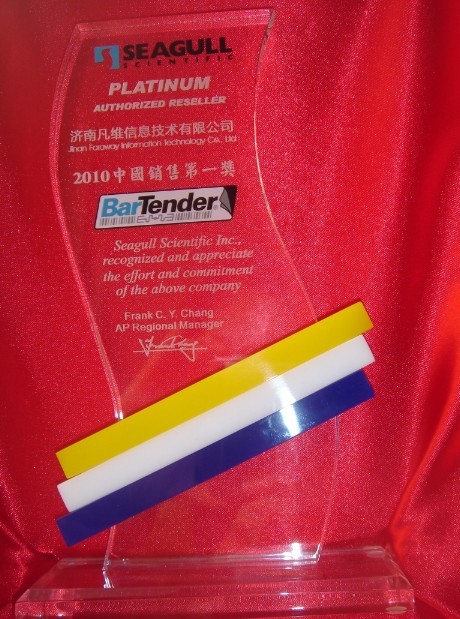 SEAGULL
SCIENTIFIC
PLATINUM
AUTHORIZED RESELLER
济南凡维信息技术有限公司
Jinan Faraway Information Technology Co., Ltd
2010中國銷售第一獎
BarTender
Seagull Scientific Inc.,
recognized and appreciate
the effort and commitment
of the above company
Frank C. Y. Chang
AP Regional Manager